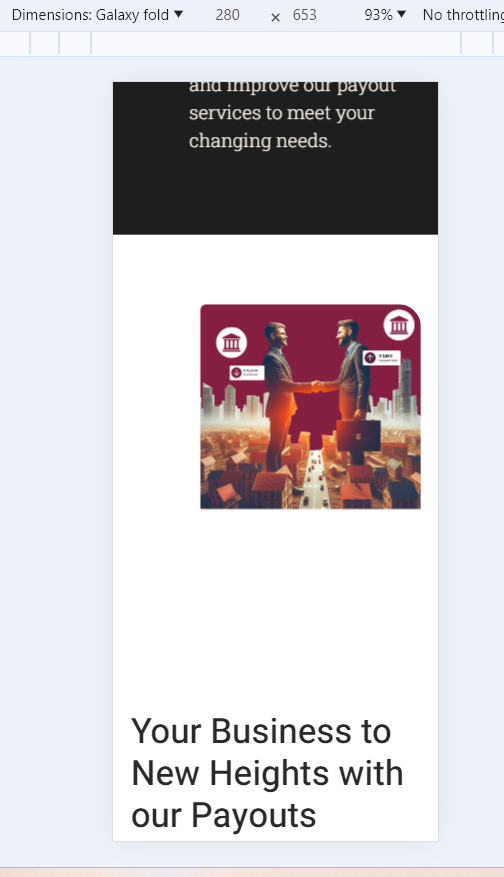 Dimensions: Galaxy fold ▼ 280 × 653 93% ▼ No throttling
and improve our payout
services to meet your
changing needs.
Your Business to
New Heights with
our Payouts